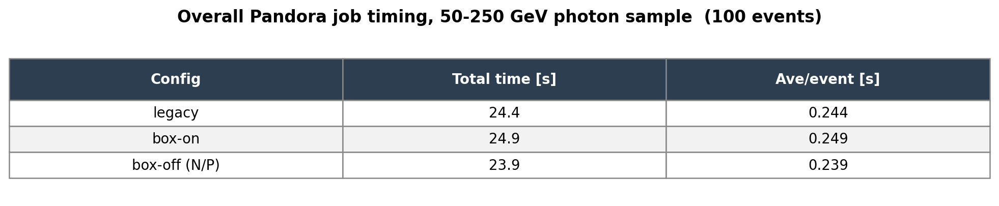 Overall Pandora job timing, 50-250 GeV photon sample  (100 events)
Config Total time [s] Ave/event [s]
legacy 24.4 0.244
box-on 24.9 0.249
box-off (N/P) 23.9 0.239